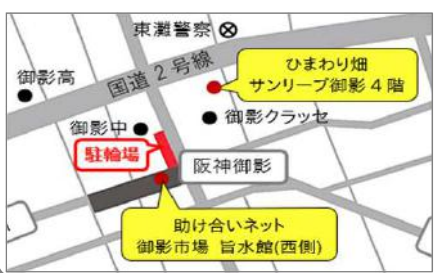 東灘警察
ひまわり畑
サンリーブ御影4階
国道2号線
御影高
御影クラッセ
御影中
駐輪場
阪神御影
助け合いネット
御影市場 旨水館(西側)